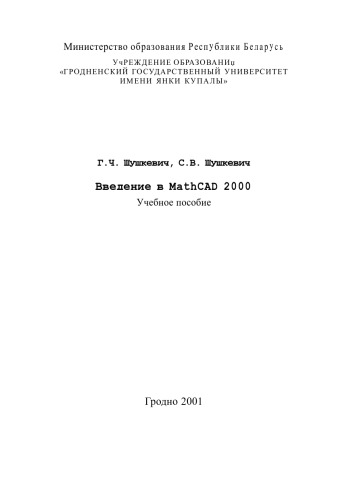 Министерство образования Республики Беларусь
УчРЕЖДЕНИЕ ОБРАЗОВАНИџ
«ГРОДНЕНСКИЙ ГОСУДАРСТВЕННЫЙ УНИВЕРСИТЕТ
ИМЕНИ ЯНКИ КУПАЛЫ»
Г.Ч. Шушкевич, С.В. Шушкевич
Введение в MathCAD 2000
Учебное пособие
Гродно 2001